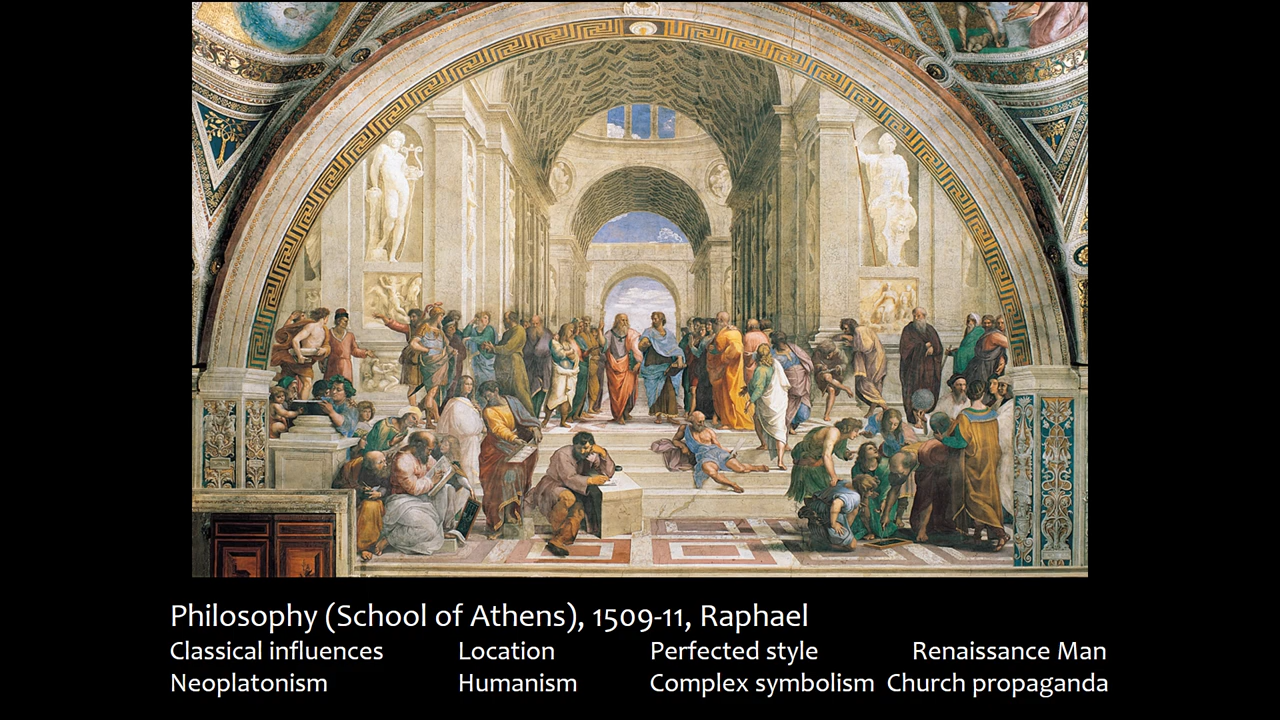 Philosophy (School of Athens), 1509-11, Raphael
Classical influences Location Perfected style Renaissance Man
Neoplatonism Humanism Complex symbolism Church propaganda